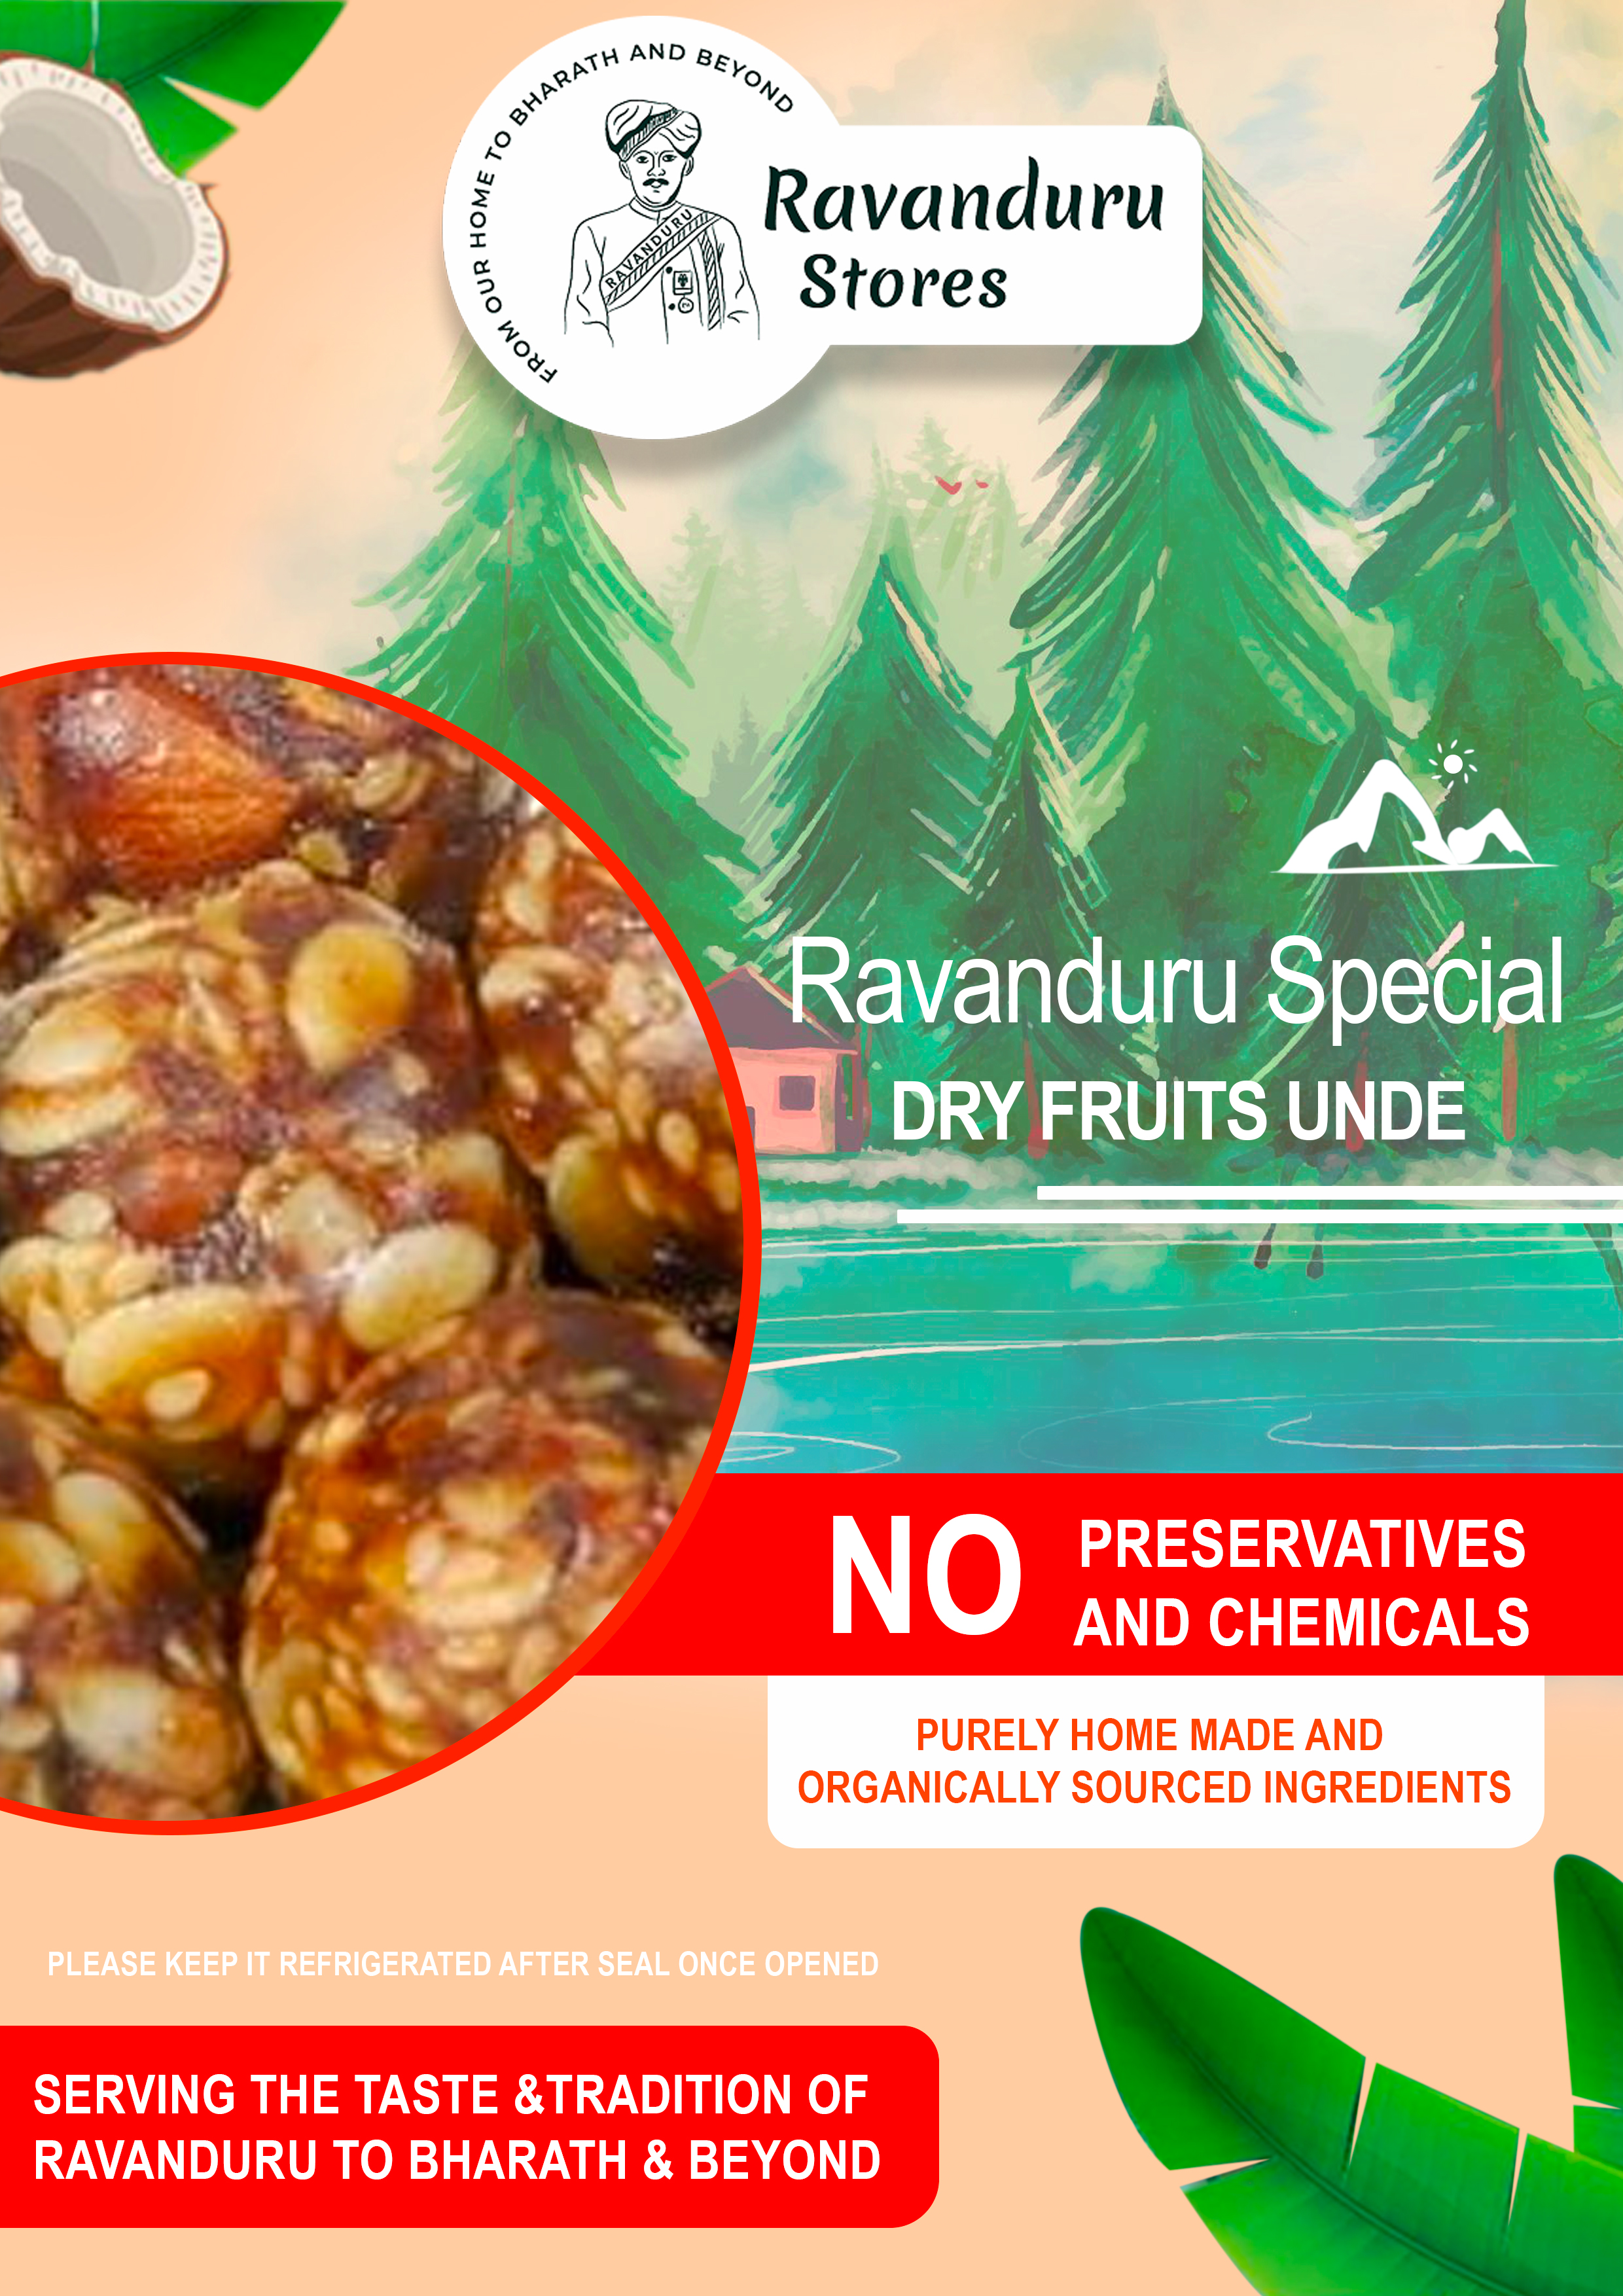 FROM OUR HOME TO BHARATH AND BEYOND
RAVANDURU
Ravanduru
Stores
Ravanduru Special
DRY FRUITS UNDE
NO
PRESERVATIVES
AND CHEMICALS
PURELY HOME MADE AND
ORGANICALLY SOURCED INGREDIENTS
PLEASE KEEP IT REFRIGERATED AFTER SEAL ONCE OPENED
SERVING THE TASTE &TRADITION OF
RAVANDURU TO BHARATH & BEYOND